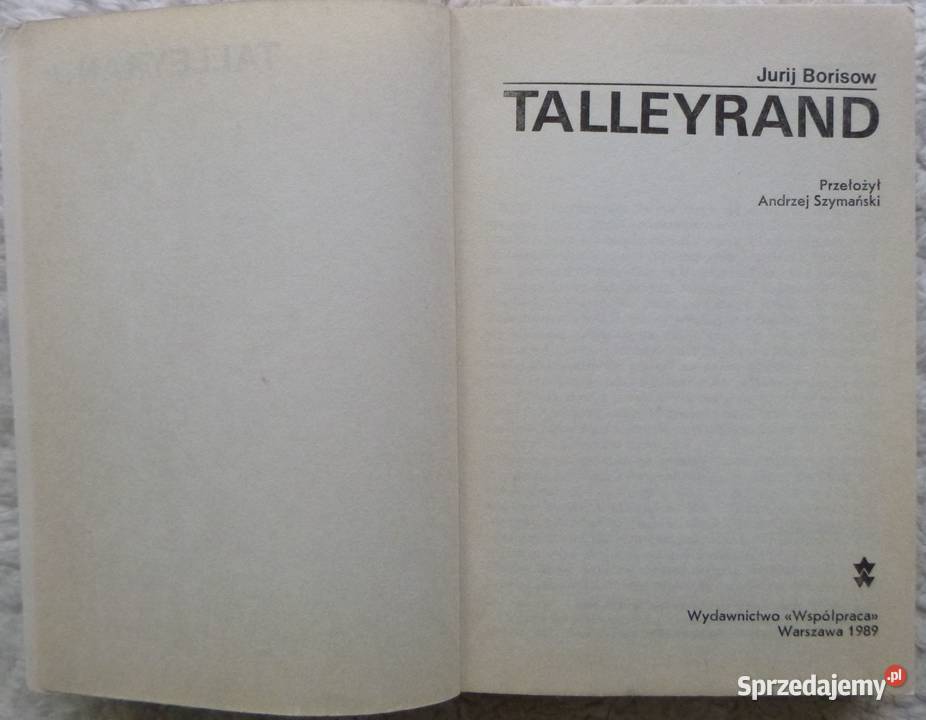 Jurij Borisow
TALLEYRAND
Przełożył
Andrzej Szymański
Wydawnictwo «Współpraca»
Warszawa 1989
Sprzedajemy.pl